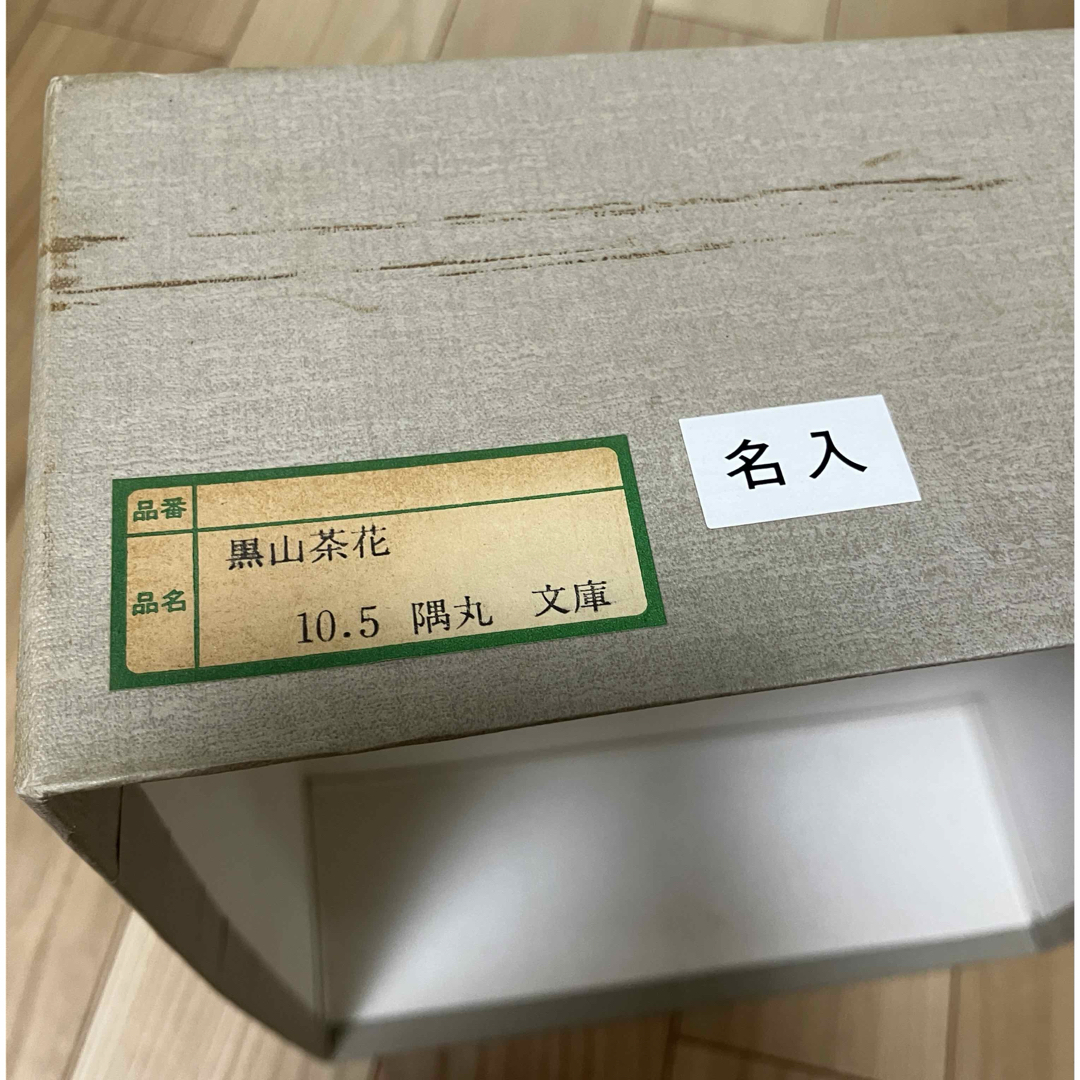 品番
品名
黒山茶花
10.5 隅丸 文庫
名入